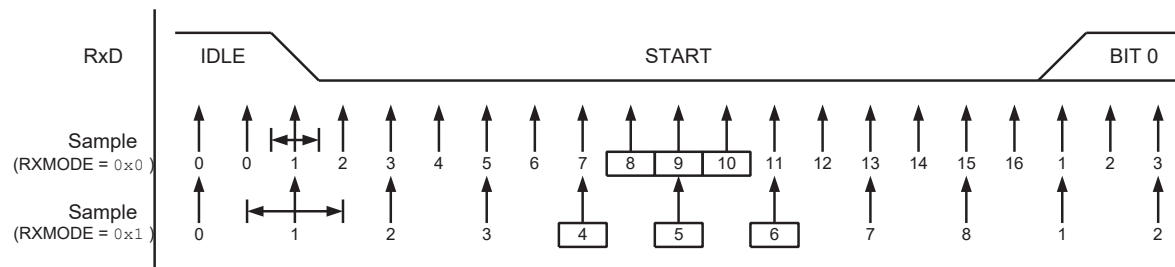 RxD IDLE START BIT 0
Sample
(RXMODE = 0x0 ) 0 0 1 2 3 4 5 6 7 8 9 10 11 12 13 14 15 16 1 2 3
Sample
(RXMODE = 0x1 ) 0 1 2 3 4 5 6 7 8 1 2